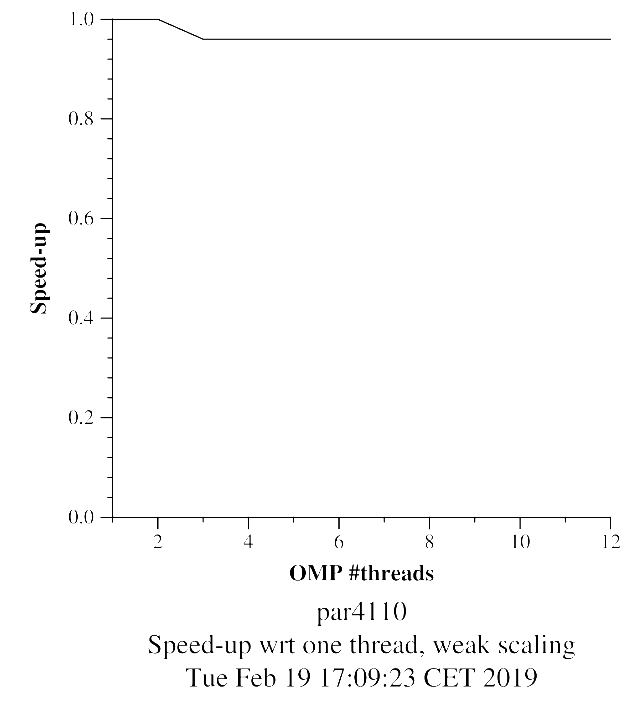 1.0
0.8
0.6
0.4
0.2
0.0
Speed-up
2 4 6 8 10 12
OMP #threads
par4110
Speed-up wrt one thread, weak scaling
Tue Feb 19 17:09:23 CET 2019